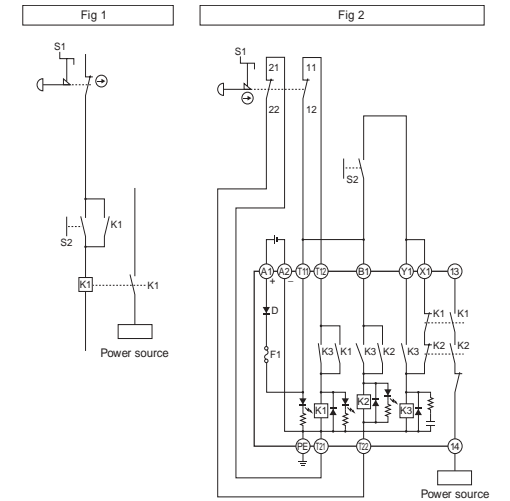 Fig 1
Fig 2
S1
K1
S2
K1
K1
Power source
S1
21
11
22
12
S2
A1
A2
T11
T12
B1
Y1
X1
13
+
−
D
K1
K1
K3
K1
K3
K2
K3
K2
K2
F1
K1
K2
K3
PE
T21
T22
14
Power source